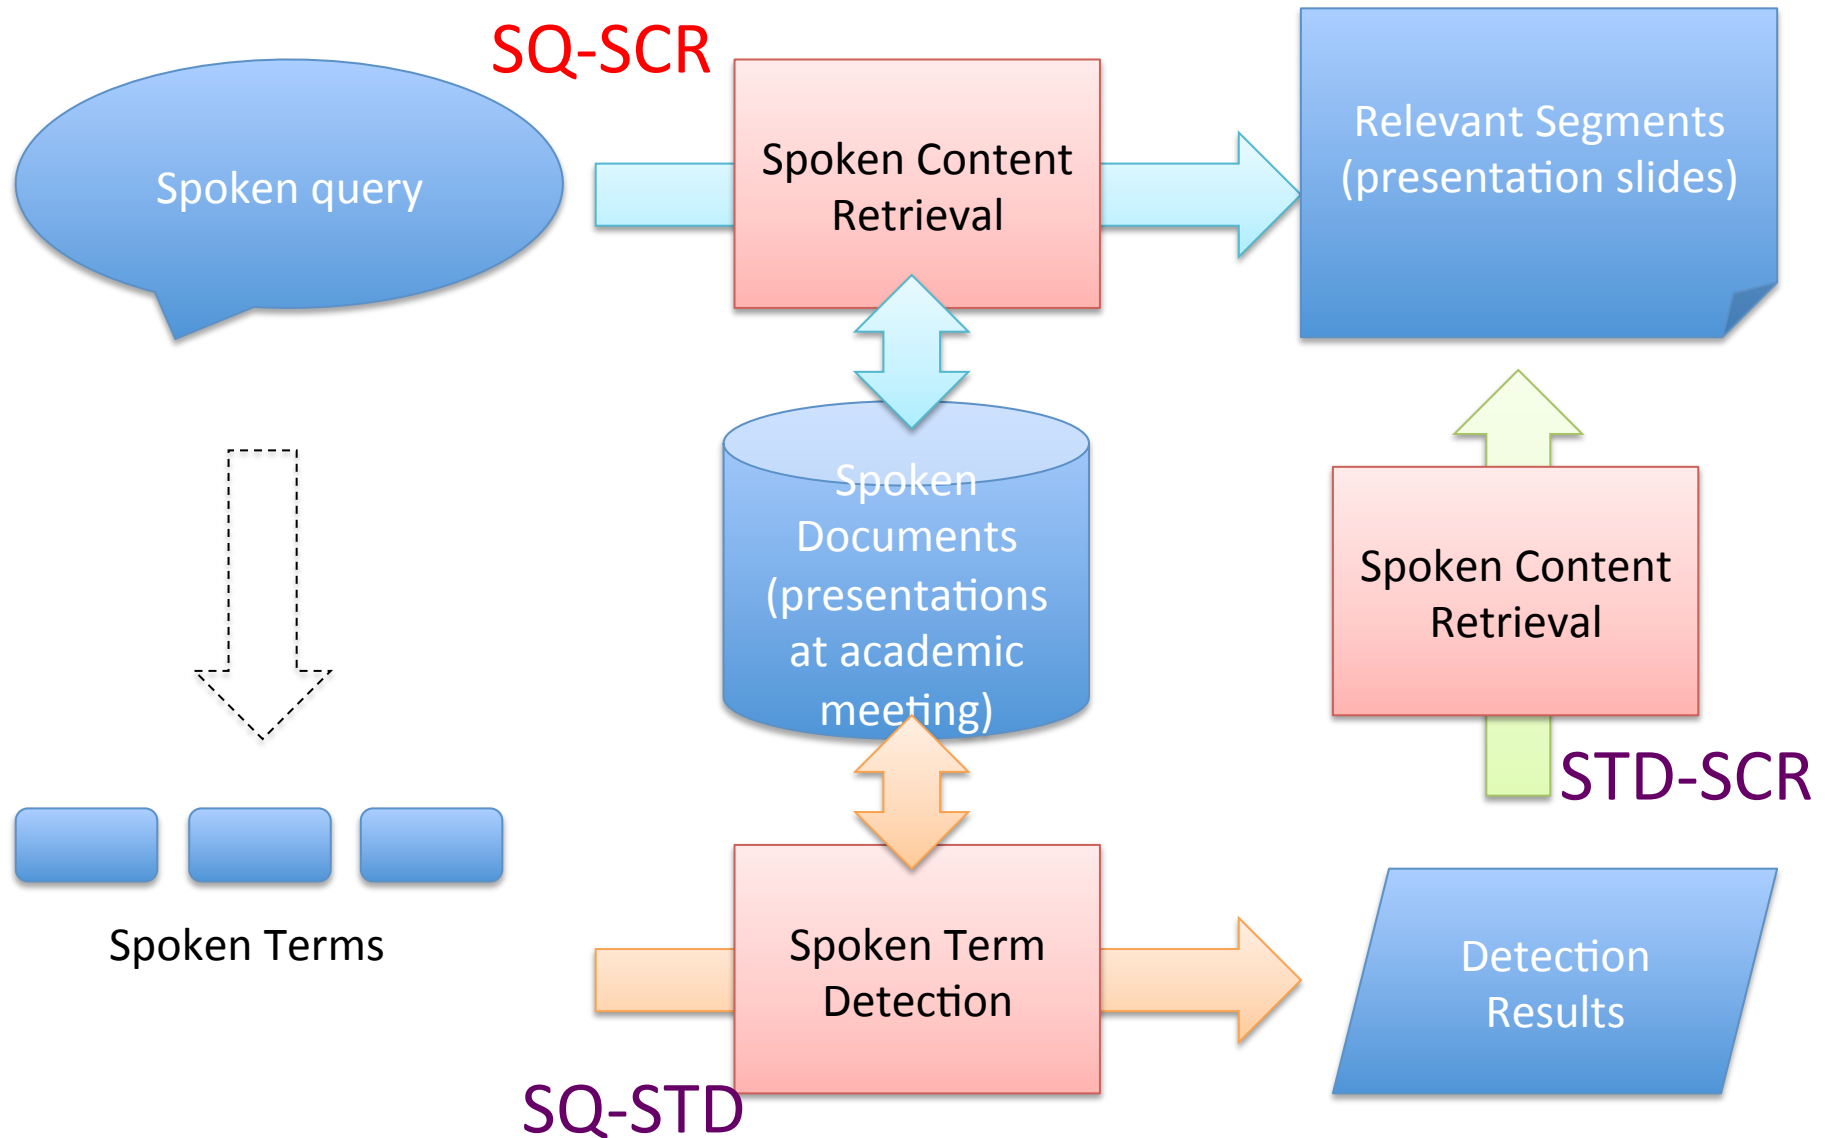 SQ-SCR
Spoken query
Spoken Content
Retrieval
Relevant Segments
(presentation slides)
Spoken
Documents
(presentations
at academic
meeting)
Spoken Content
Retrieval
STD-SCR
Spoken Terms
Spoken Term
Detection
Detection
Results
SQ-STD